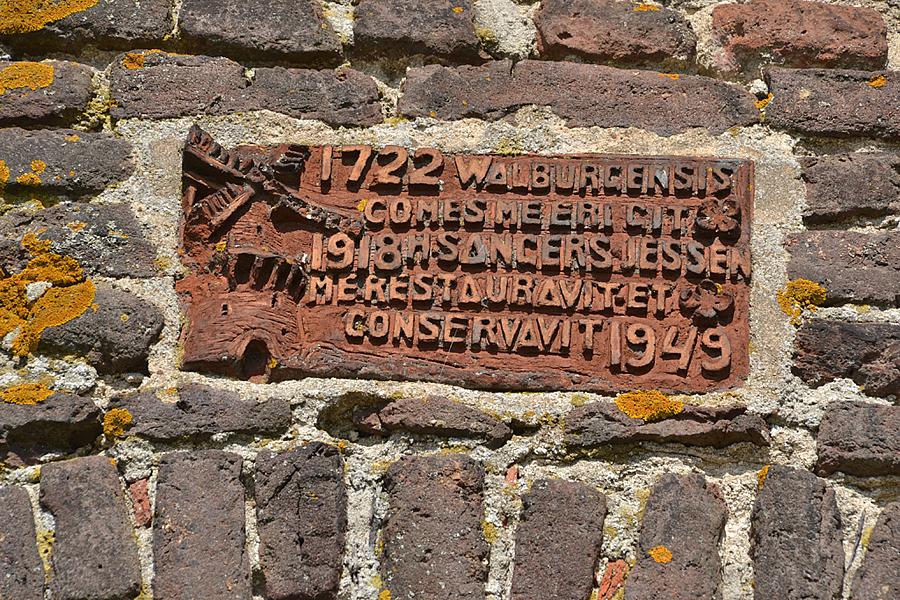 1722 WALBURGENSIS
COMES ME ERIGIT
1918 H SANGERS JESSEN
ME RESTAURAVIT ET
CONSERVAVIT 1949